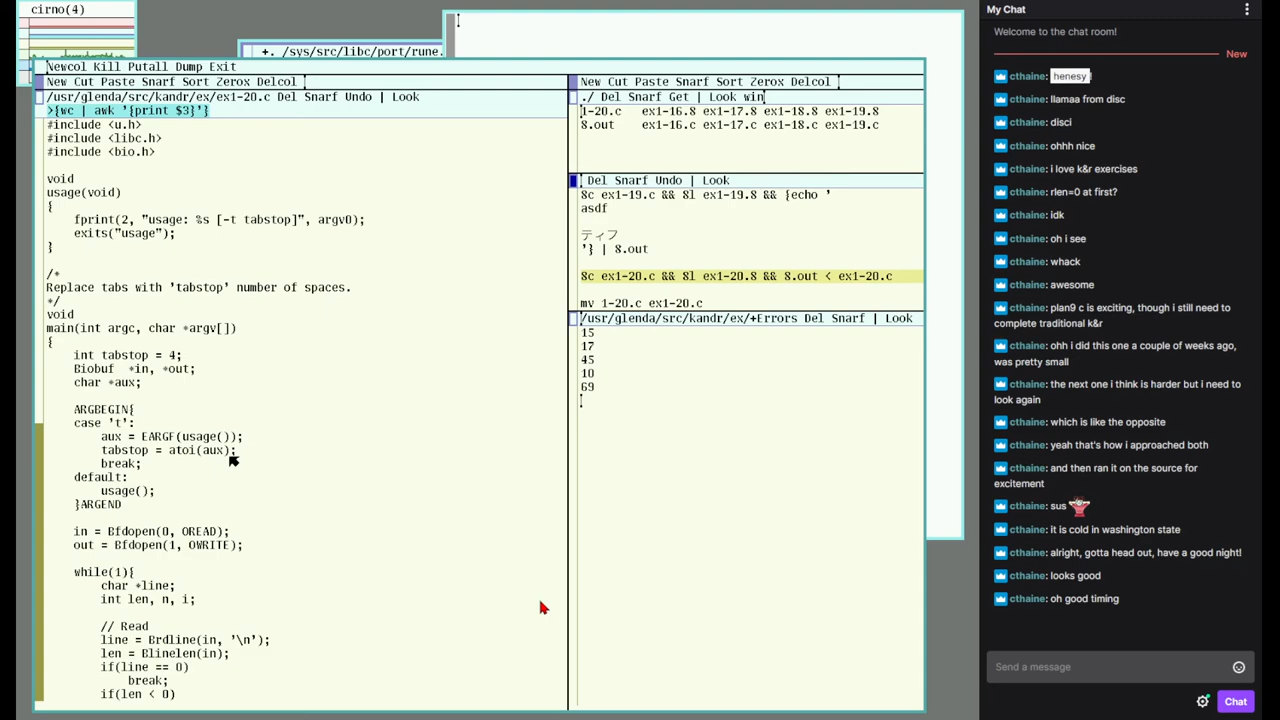 cirno(4)
+. /sys/src/libc/port/rune.
Newcol Kill Putall Dump Exit
New Cut Paste Snarf Sort Zerox Delcol
/usr/glenda/src/kandr/ex/ex1-20.c Del Snarf Undo | Look
>{wc | awk '{print $3}'}
#include <u.h>
#include <libc.h>
#include <bio.h>
void
usage(void)
{
fprint(2, "usage: %s [-t tabstop]", argv0);
exits("usage");
}
/*
Replace tabs with 'tabstop' number of spaces.
*/
void
main(int argc, char *argv[])
{
int tabstop = 4;
Biobuf  *in, *out;
char *aux;
ARGBEGIN{
case 't':
aux = EARGF(usage());
tabstop = atoi(aux);
break;
default:
usage();
}ARGEND
in = Bfdopen(0, OREAD);
out = Bfdopen(1, OWRITE);
while(1){
char *line;
int len, n, i;
// Read
line = Brdline(in, '\n');
len = Blinelen(in);
if(line == 0)
break;
if(len < 0)
New Cut Paste Snarf Sort Zerox Delcol
./ Del Snarf Get | Look win
1-20.c   ex1-16.8  ex1-17.8  ex1-18.8  ex1-19.8
8.out    ex1-16.c  ex1-17.c  ex1-18.c  ex1-19.c
Del Snarf Undo | Look
8c ex1-19.c && 8l ex1-19.8 && {echo '
asdf
ティフ
'} | 8.out
8c ex1-20.c && 8l ex1-20.8 && 8.out < ex1-20.c
mv 1-20.c ex1-20.c
/usr/glenda/src/kandr/ex/+Errors Del Snarf | Look
15
17
45
10
69
My Chat
Welcome to the chat room!
New
cthaine: henesy
cthaine: llamaa from disc
cthaine: disci
cthaine: ohhh nice
cthaine: i love k&r exercises
cthaine: rlen=0 at first?
cthaine: idk
cthaine: oh i see
cthaine: whack
cthaine: awesome
cthaine: plan9 c is exciting, though i still need to
complete traditional k&r
cthaine: ohh i did this one a couple of weeks ago,
was pretty small
cthaine: the next one i think is harder but i need to
look again
cthaine: which is like the opposite
cthaine: yeah that's how i approached both
cthaine: and then ran it on the source for
excitement
cthaine: sus
cthaine: it is cold in washington state
cthaine: alright, gotta head out, have a good night!
cthaine: looks good
cthaine: oh good timing
Send a message
Chat